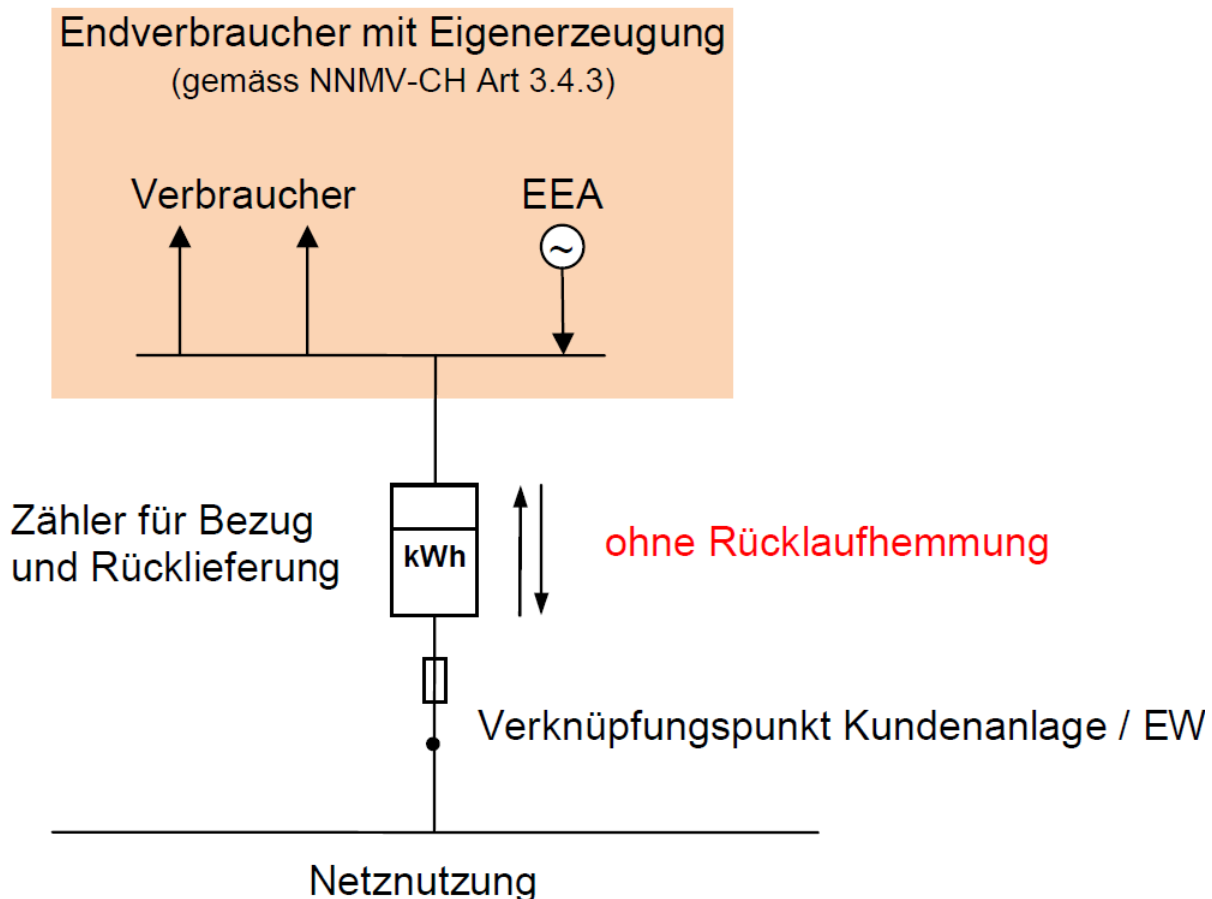 Endverbraucher mit Eigenerzeugung
(gemäss NNMV-CH Art 3.4.3)
Verbraucher
EEA
~
Zähler für Bezug
und Rücklieferung
kWh
ohne Rücklaufhemmung
Verknüpfungspunkt Kundenanlage / EW
Netznutzung